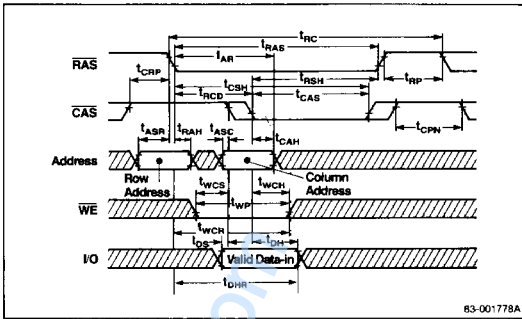 tRC
tRAS
tAR
RAS
tCRP
tCSH
tRSH
tRP
tRCD
tCAS
CAS
tCPN
tASR
tRAH
tASC
tCAH
Address
Row Address
Column Address
tWCS
tWCH
tWP
WE
tWCR
tDS
tDH
I/O
Valid Data-in
tDHR
83-001778A